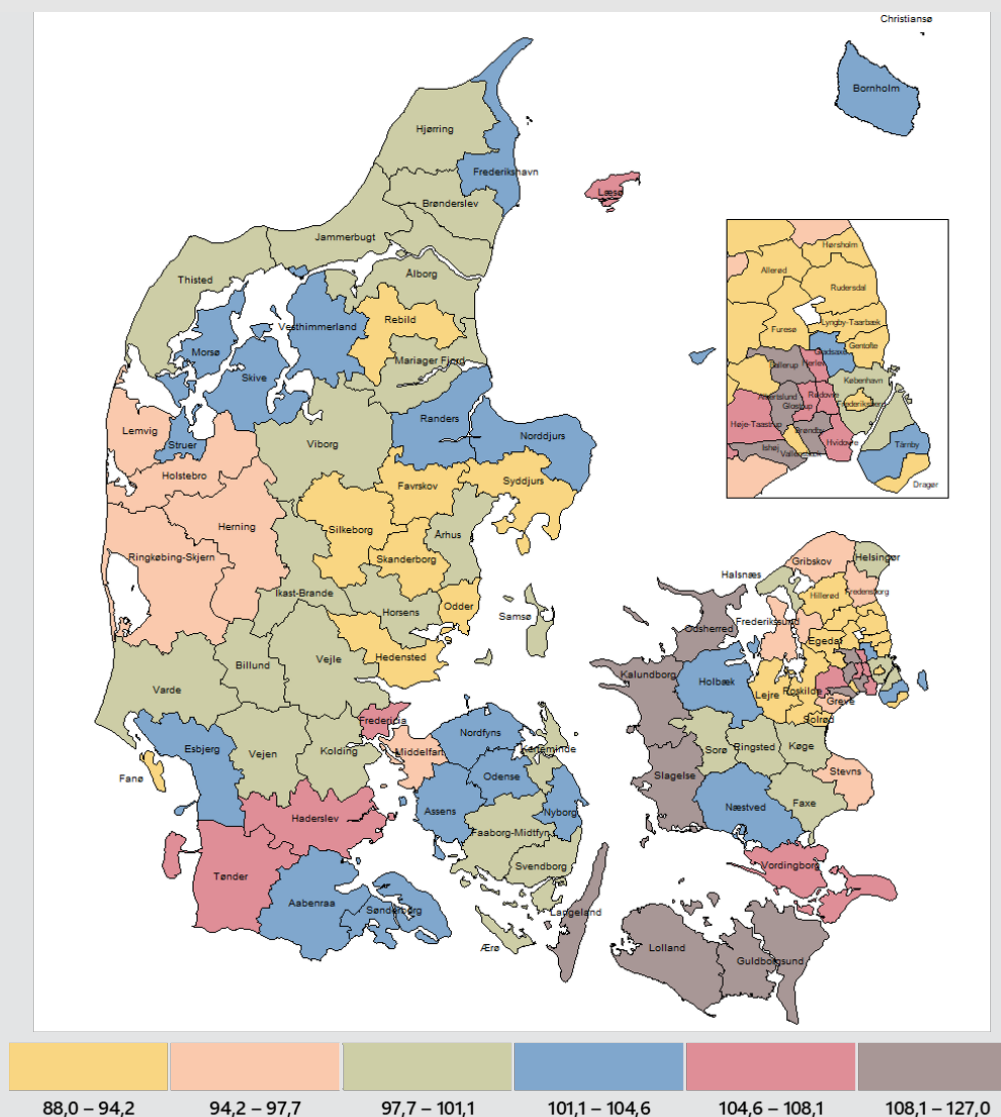 Christiansø
Bornholm
Hjørring
Frederikshavn
Læsø
Brønderslev
Jammerbugt
Ålborg
Thisted
Rebild
Vesthimmerland
Morsø
Mariager Fjord
Skive
Randers
Lemvig
Norddjurs
Struer
Viborg
Holstebro
Favrskov
Syddjurs
Herning
Silkeborg
Århus
Ringkøbing-Skjern
Skanderborg
Ikast-Brande
Odder
Horsens
Samsø
Hedensted
Billund
Vejle
Varde
Fredericia
Esbjerg
Vejen
Kolding
Middelfart
Nordfyns
Kerteminde
Fanø
Odense
Assens
Nyborg
Haderslev
Faaborg-Midtfyn
Svendborg
Tønder
Aabenraa
Sønderborg
Langeland
Ærø
Hørsholm
Allerød
Rudersdal
Lyngby-Taarbæk
Furesø
Gentofte
Gladsaxe
Ballerup
Herlev
København
Albertslund
Rødovre
Frederiksberg
Glostrup
Høje-Taastrup
Brøndby
Hvidovre
Tårnby
Ishøj
Vallensbæk
Dragør
Helsingør
Gribskov
Halsnæs
Fredensborg
Hillerød
Frederikssund
Odsherred
Egedal
Kalundborg
Holbæk
Lejre
Roskilde
Greve
Solrød
Sorø
Ringsted
Køge
Stevns
Slagelse
Næstved
Faxe
Vordingborg
Lolland
Guldborgsund
88,0 – 94,2
94,2 – 97,7
97,7 – 101,1
101,1 – 104,6
104,6 – 108,1
108,1 – 127,0